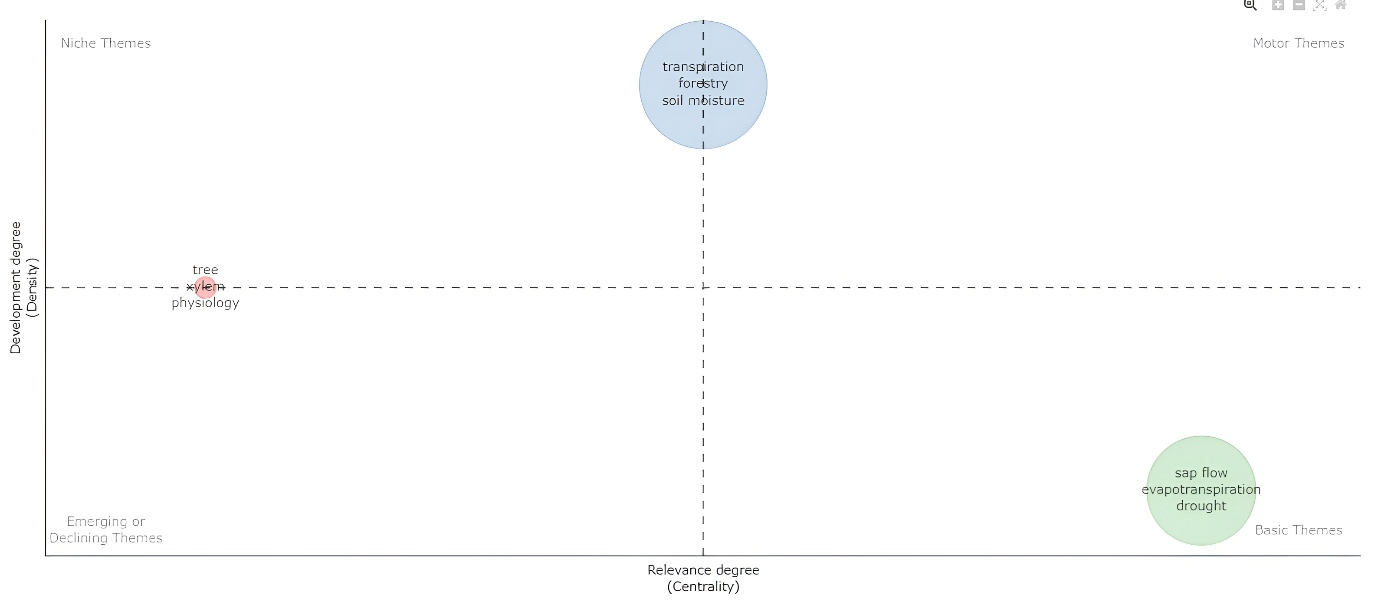 Niche Themes
Motor Themes
transpiration
forestry
soil moisture
Development degree
(Density)
tree
xylem
physiology
sap flow
evapotranspiration
drought
Emerging or
Declining Themes
Basic Themes
Relevance degree
(Centrality)